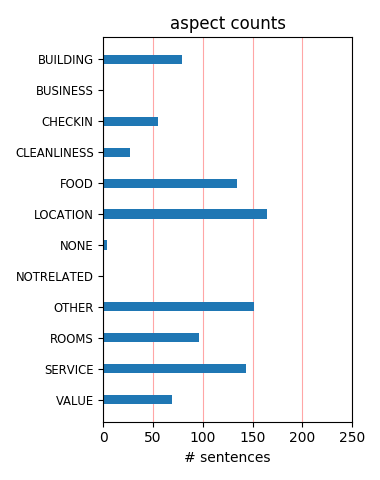 aspect counts
BUILDING
BUSINESS
CHECKIN
CLEANLINESS
FOOD
LOCATION
NONE
NOTRELATED
OTHER
ROOMS
SERVICE
VALUE
0 50 100 150 200 250
# sentences